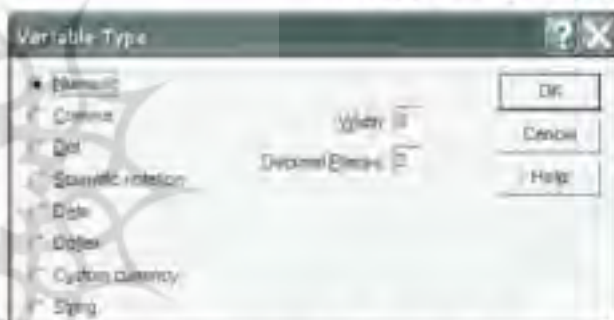 Variable Type
Numeric
Comma
Dot
Scientific notation
Date
Dollar
Custom currency
String
Width:
Decimal Places:
OK
Cancel
Help